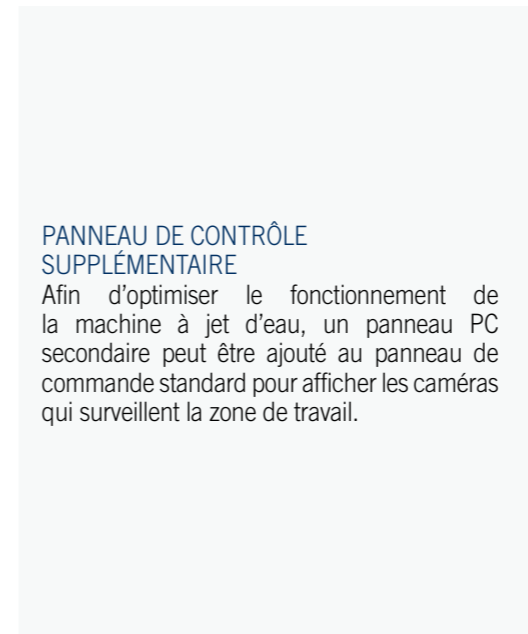 PANNEAU DE CONTRÔLE
SUPPLÉMENTAIRE
Afin d’optimiser le fonctionnement de
la machine à jet d’eau, un panneau PC
secondaire peut être ajouté au panneau de
commande standard pour afficher les caméras
qui surveillent la zone de travail.